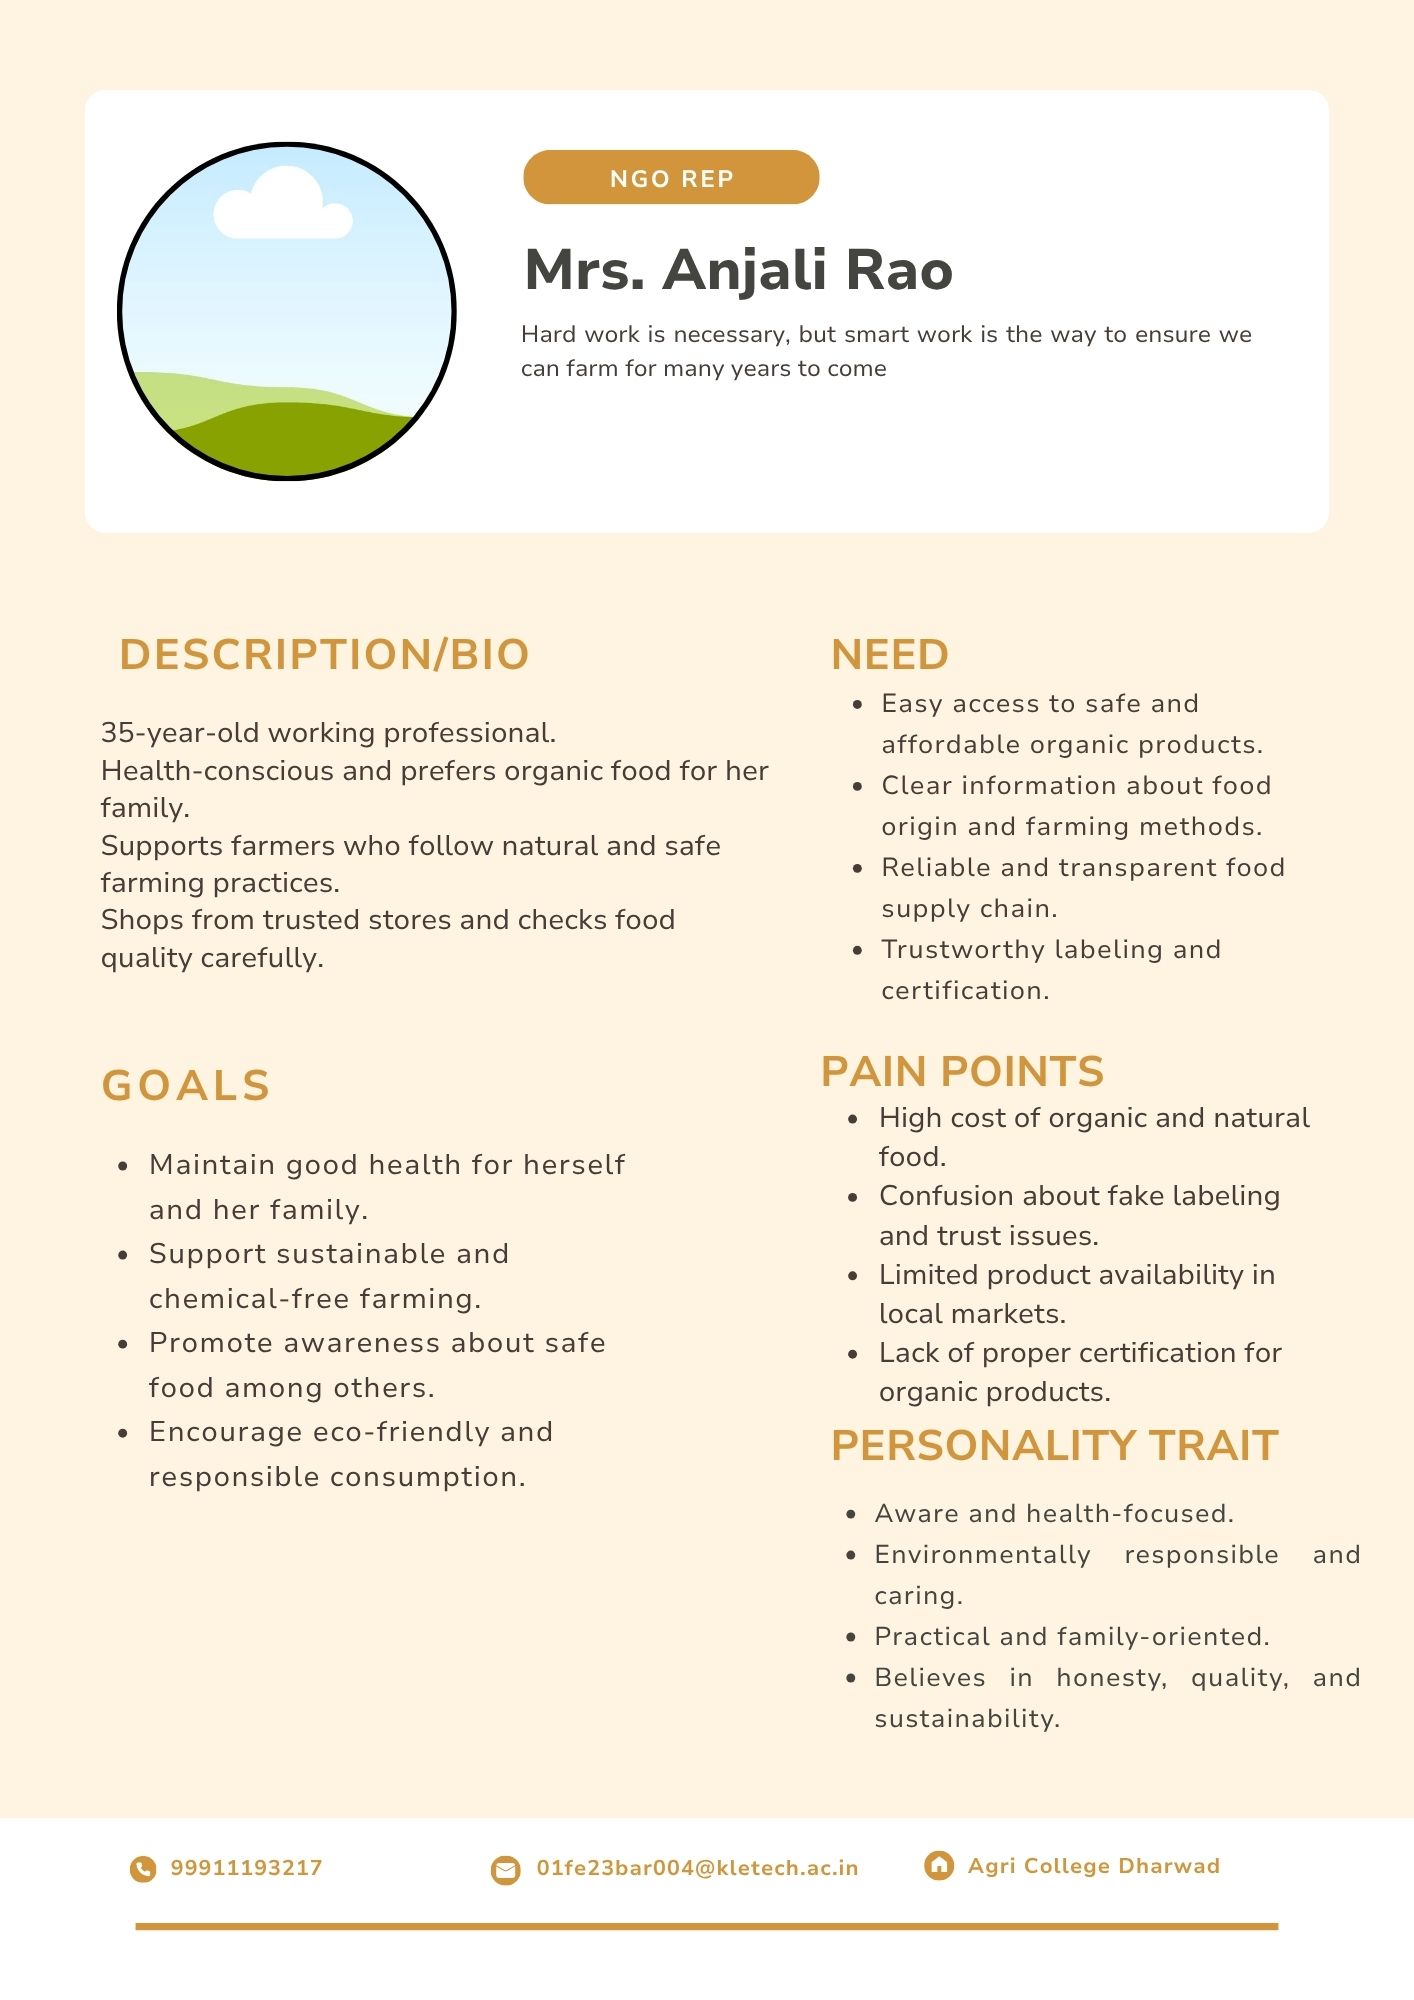 NGO REP
Mrs. Anjali Rao
Hard work is necessary, but smart work is the way to ensure we
can farm for many years to come
DESCRIPTION/BIO
35-year-old working professional.
Health-conscious and prefers organic food for her
family.
Supports farmers who follow natural and safe
farming practices.
Shops from trusted stores and checks food
quality carefully.
GOALS
• Maintain good health for herself
and her family.
• Support sustainable and
chemical-free farming.
• Promote awareness about safe
food among others.
• Encourage eco-friendly and
responsible consumption.
NEED
• Easy access to safe and
affordable organic products.
• Clear information about food
origin and farming methods.
• Reliable and transparent food
supply chain.
• Trustworthy labeling and
certification.
PAIN POINTS
• High cost of organic and natural
food.
• Confusion about fake labeling
and trust issues.
• Limited product availability in
local markets.
• Lack of proper certification for
organic products.
PERSONALITY TRAIT
• Aware and health-focused.
• Environmentally responsible and
caring.
• Practical and family-oriented.
• Believes in honesty, quality, and
sustainability.
99911193217
01fe23bar004@kletech.ac.in
Agri College Dharwad